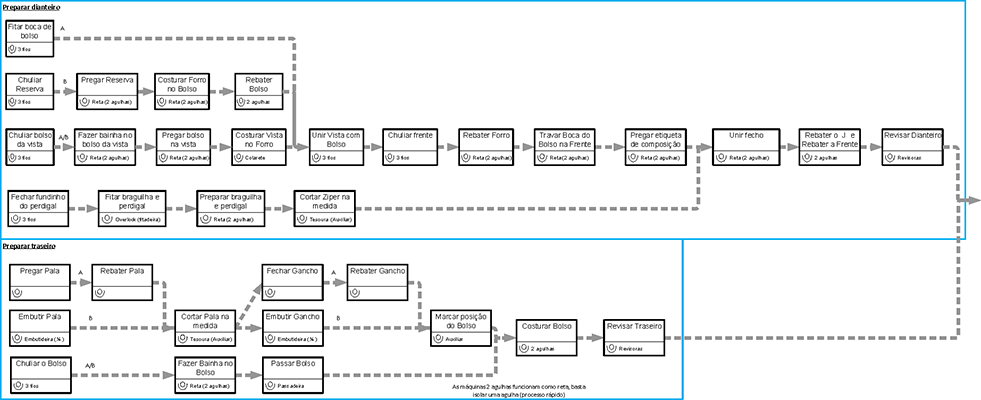 Preparar dianteiro
Fitar boca de
bolso
3 fios
A
Chuliar
Reserva
3 fios
B
Pregar Reserva
Reta (2 agulhas)
Costurar Forro
no Bolso
Reta (2 agulhas)
Rebater
Bolso
2 agulhas
Chuliar bolso
da vista
3 fios
A/B
Fazer bainha no
bolso da vista
Reta (2 agulhas)
Pregar bolso
na vista
Reta (2 agulhas)
Costurar Vista
no Forro
Colarete
Unir Vista com
Bolso
3 fios
Chuliar frente
3 fios
Rebater Forro
Reta (2 agulhas)
Travar Boca do
Bolso na Frente
Reta (2 agulhas)
Pregar etiqueta
de composição
Reta (2 agulhas)
Unir fecho
Reta (2 agulhas)
Rebater o J e
Rebater a Frente
2 agulhas
Revisar Dianteiro
Revisoras
Fechar fundinho
do perdigal
3 fios
Fitar braguilha e
perdigal
Overlock (fitadeira)
Preparar braguilha
e perdigal
Reta (2 agulhas)
Cortar Ziper na
medida
Tesoura (Auxiliar)
Preparar traseiro
Pregar Pala
A
Rebater Pala
Fechar Gancho
A
Rebater Gancho
Embutir Pala
Embutideira (¾)
B
Cortar Pala na
medida
Tesoura (Auxiliar)
Embutir Gancho
Embutideira (¾)
B
Marcar posição
do Bolso
Auxiliar
Costurar Bolso
2 agulhas
Revisar Traseiro
Revisoras
Chuliar o Bolso
3 fios
A/B
Fazer Bainha no
Bolso
Reta (2 agulhas)
Passar Bolso
Passadeira
As máquinas 2 agulhas funcionam como reta, basta
isolar uma agulha (processo rápido)